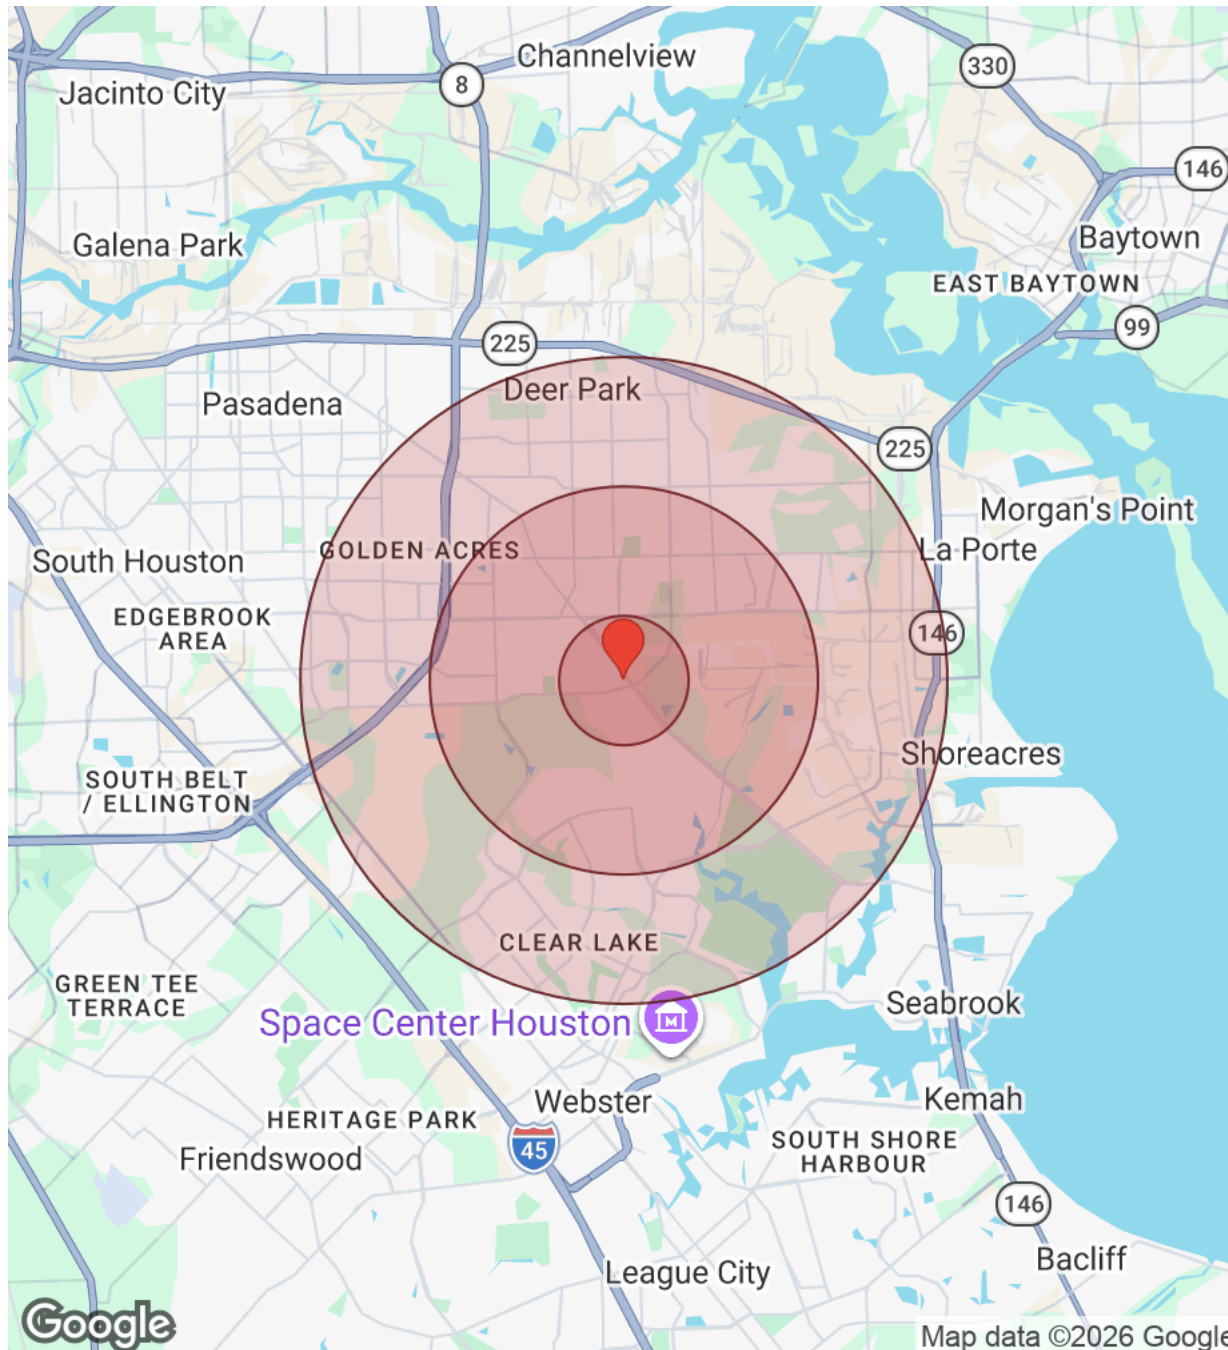 Channelview
330
8
Jacinto City
146
Galena Park
Baytown
EAST BAYTOWN
99
225
Deer Park
Pasadena
225
Morgan's Point
GOLDEN ACRES
La Porte
South Houston
EDGEBROOK
AREA
146
Shoreacres
SOUTH BELT
/ ELLINGTON
CLEAR LAKE
GREEN TEE
TERRACE
Seabrook
Space Center Houston
Webster
Kemah
HERITAGE PARK
SOUTH SHORE
HARBOUR
45
Friendswood
146
Bacliff
League City
Google
Map data ©2026 Google